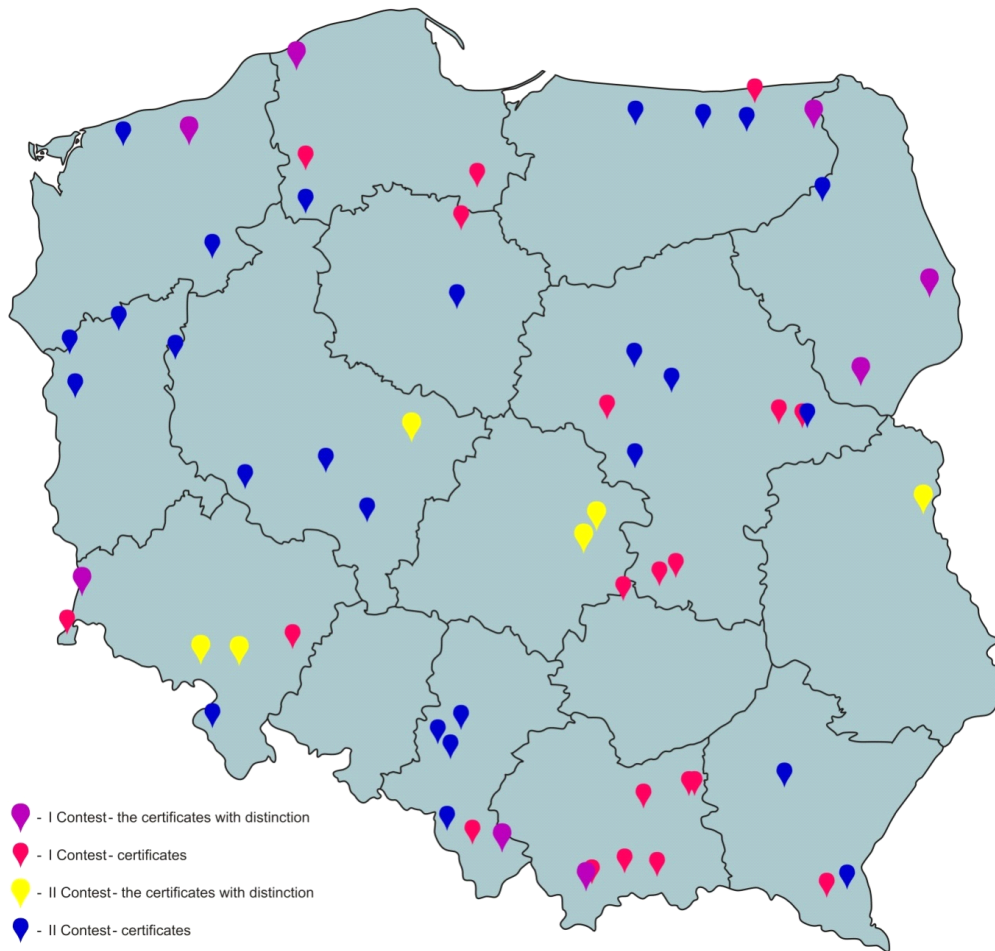 - I Contest - the certificates with distinction
- I Contest - certificates
- II Contest - the certificates with distinction
- II Contest - certificates